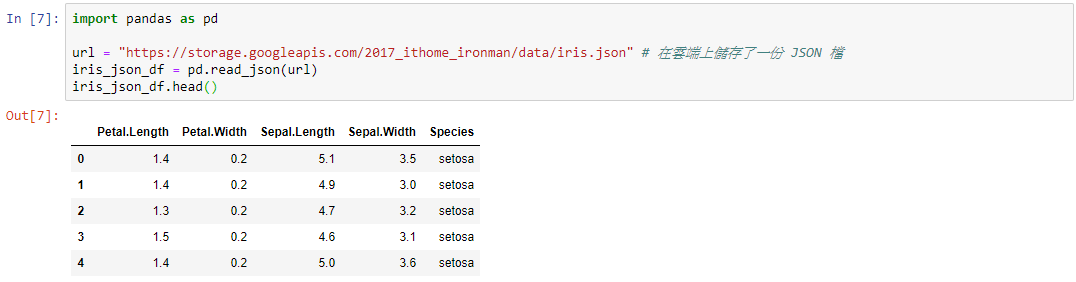 In [7]: import pandas as pd
url = "https://storage.googleapis.com/2017_ithome_ironman/data/iris.json" # 在雲端上儲存了一份 JSON 檔
iris_json_df = pd.read_json(url)
iris_json_df.head()
Out[7]:
Petal.Length Petal.Width Sepal.Length Sepal.Width Species
0 1.4 0.2 5.1 3.5 setosa
1 1.4 0.2 4.9 3.0 setosa
2 1.3 0.2 4.7 3.2 setosa
3 1.5 0.2 4.6 3.1 setosa
4 1.4 0.2 5.0 3.6 setosa